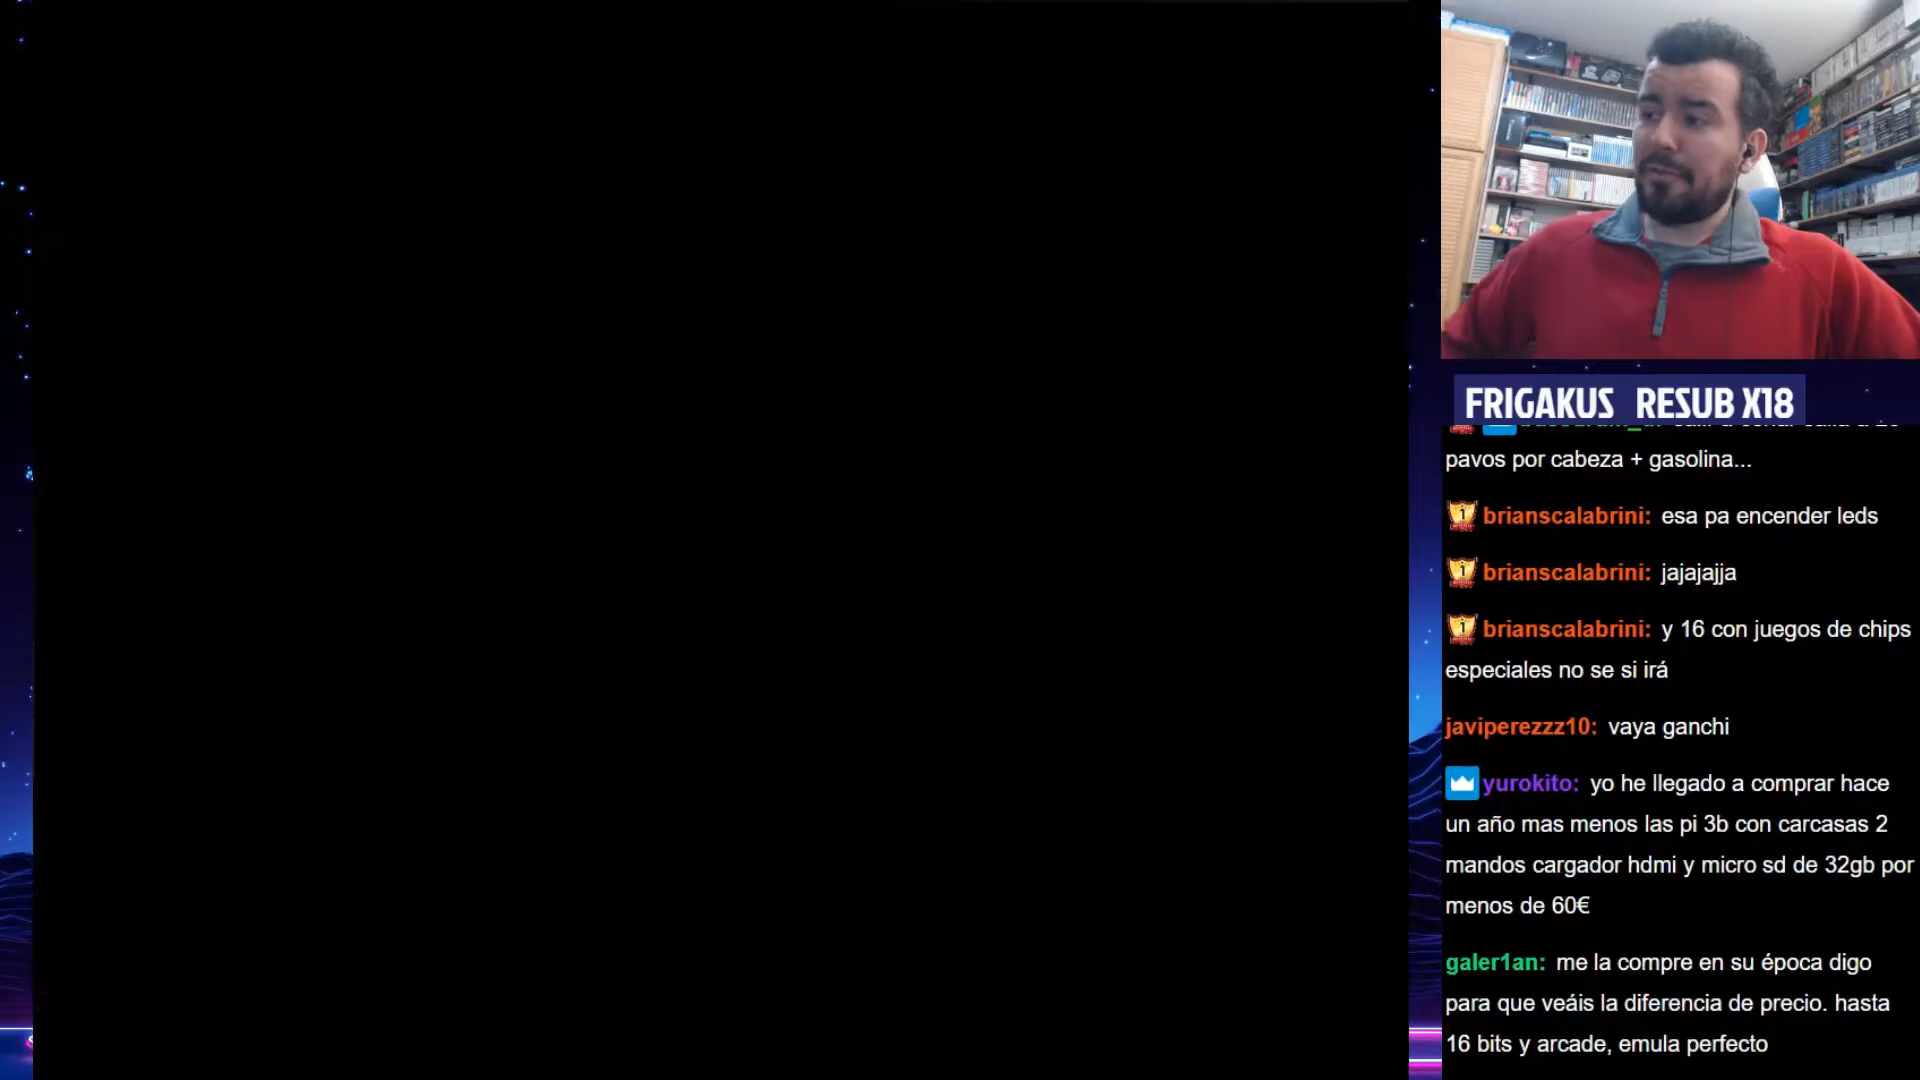 FRIGAKUS RESUB X18
pavos por cabeza + gasolina...
brianscalabrini: esa pa encender leds
brianscalabrini: jajajajja
brianscalabrini: y 16 con juegos de chips
especiales no se si irá
javiperezzz10: vaya ganchi
yurokito: yo he llegado a comprar hace
un año mas menos las pi 3b con carcasas 2
mandos cargador hdmi y micro sd de 32gb por
menos de 60€
galer1an: me la compre en su época digo
para que veáis la diferencia de precio. hasta
16 bits y arcade, emula perfecto